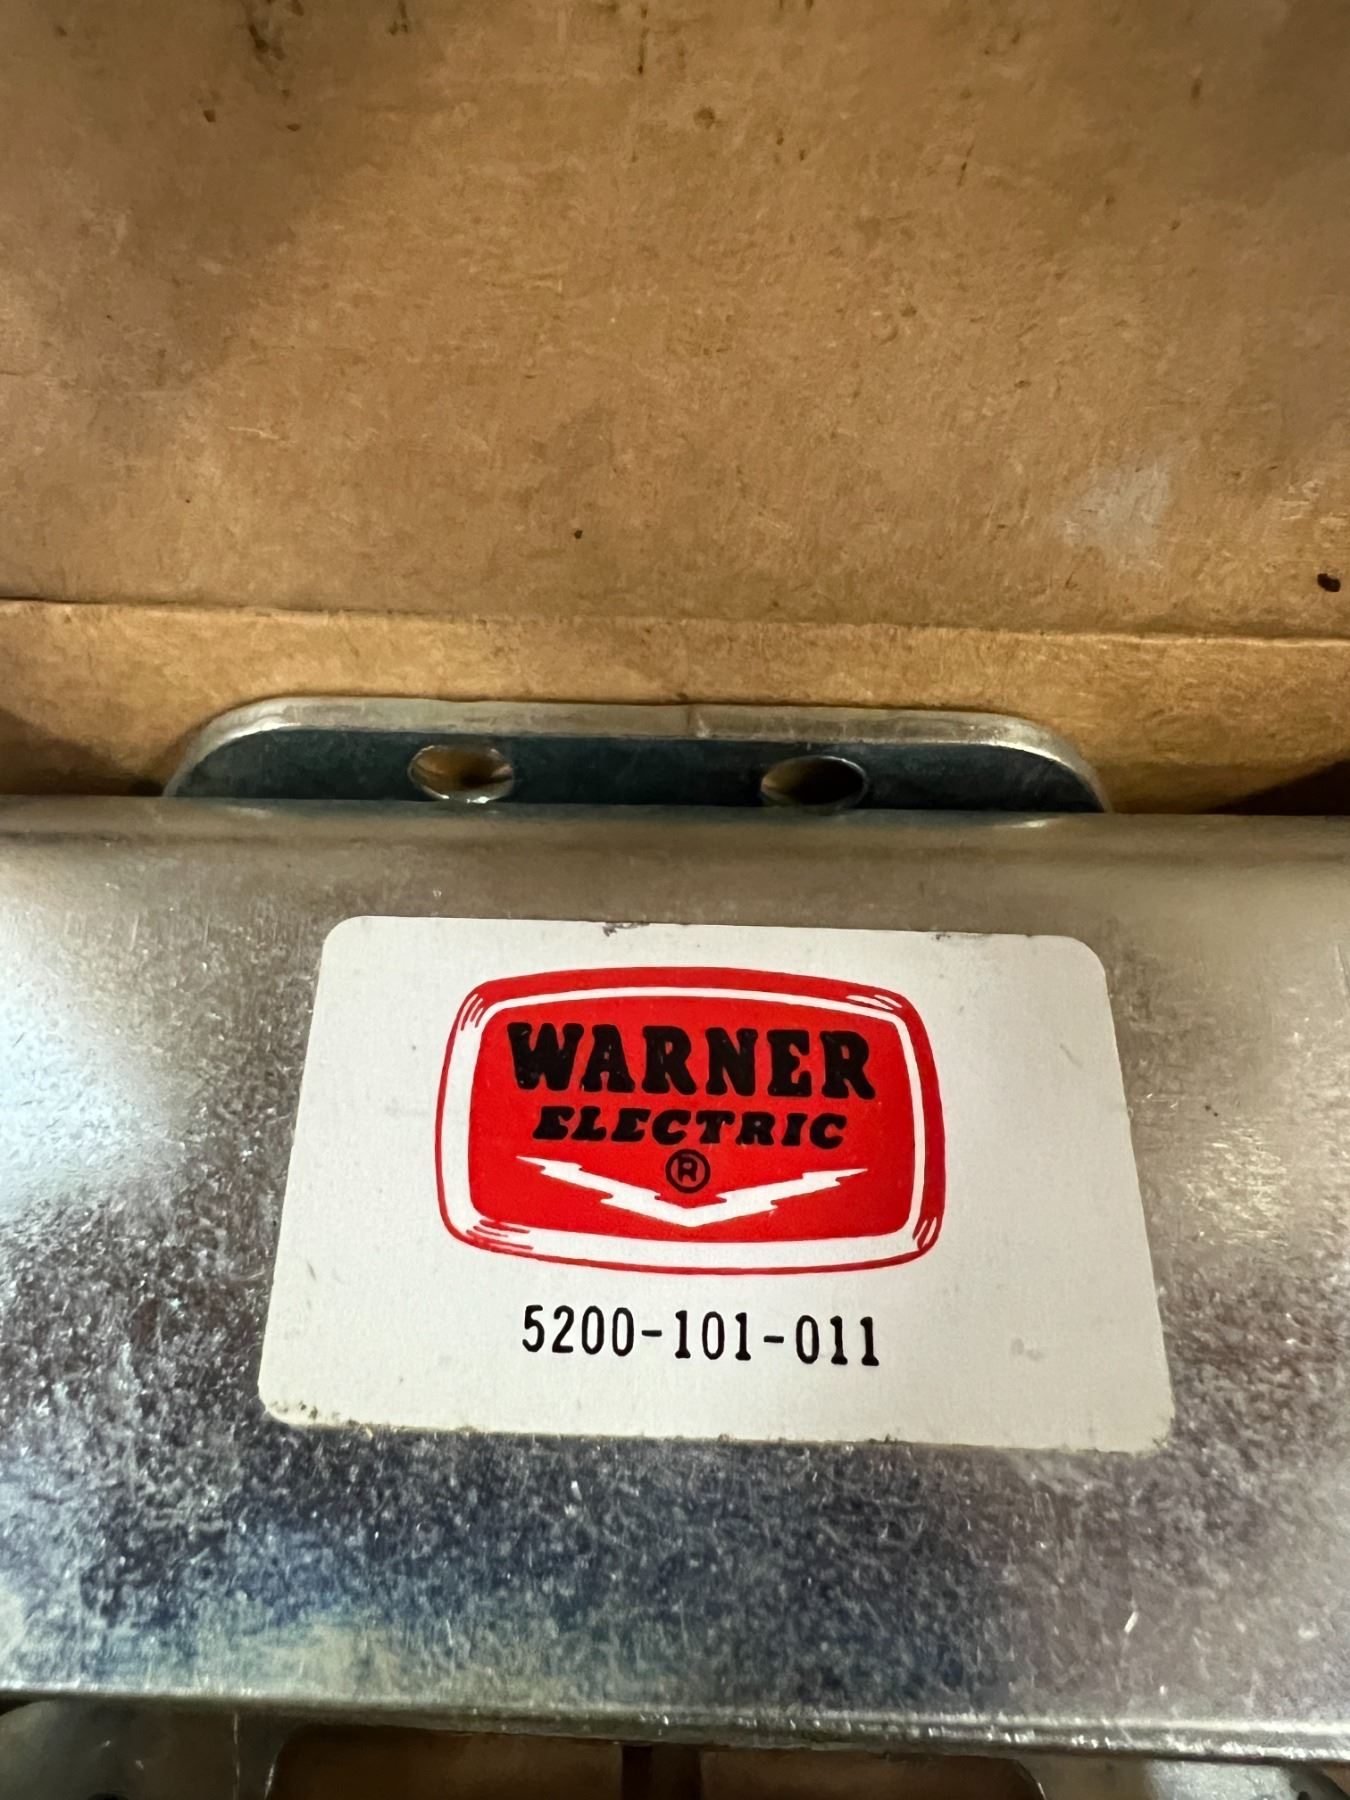 WARNER
ELECTRIC
®
5200-101-011